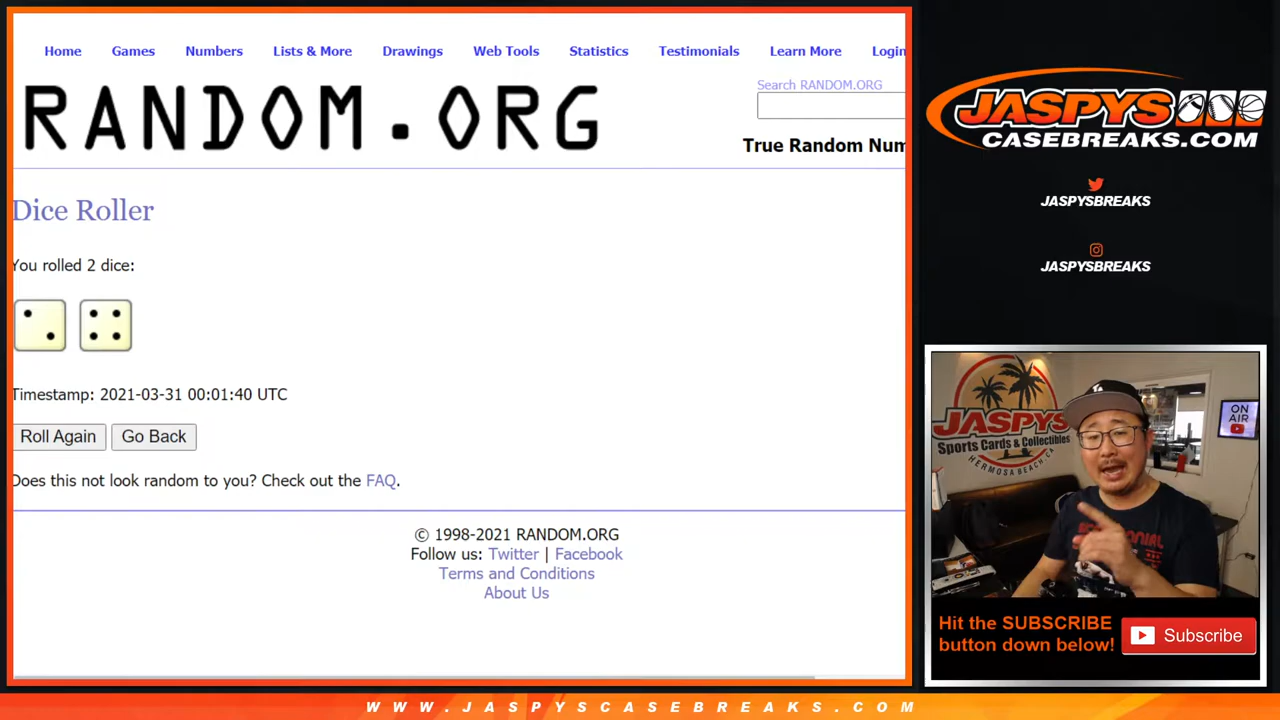 Home Games Numbers Lists & More Drawings Web Tools Statistics Testimonials Learn More Login
RANDOM.ORG
Search RANDOM.ORG
True Random Num
Dice Roller
You rolled 2 dice:
Timestamp: 2021-03-31 00:01:40 UTC
Roll Again Go Back
Does this not look random to you? Check out the FAQ.
© 1998-2021 RANDOM.ORG
Follow us: Twitter | Facebook
Terms and Conditions
About Us
JASPYS
CASEBREAKS.COM
JASPYSBREAKS
JASPYSBREAKS
JASPYS
Sports Cards & Collectibles
HERMOSA BEACH, CA
ON
AIR
Hit the SUBSCRIBE
button down below!
Subscribe
WWW.JASPYSCASEBREAKS.COM